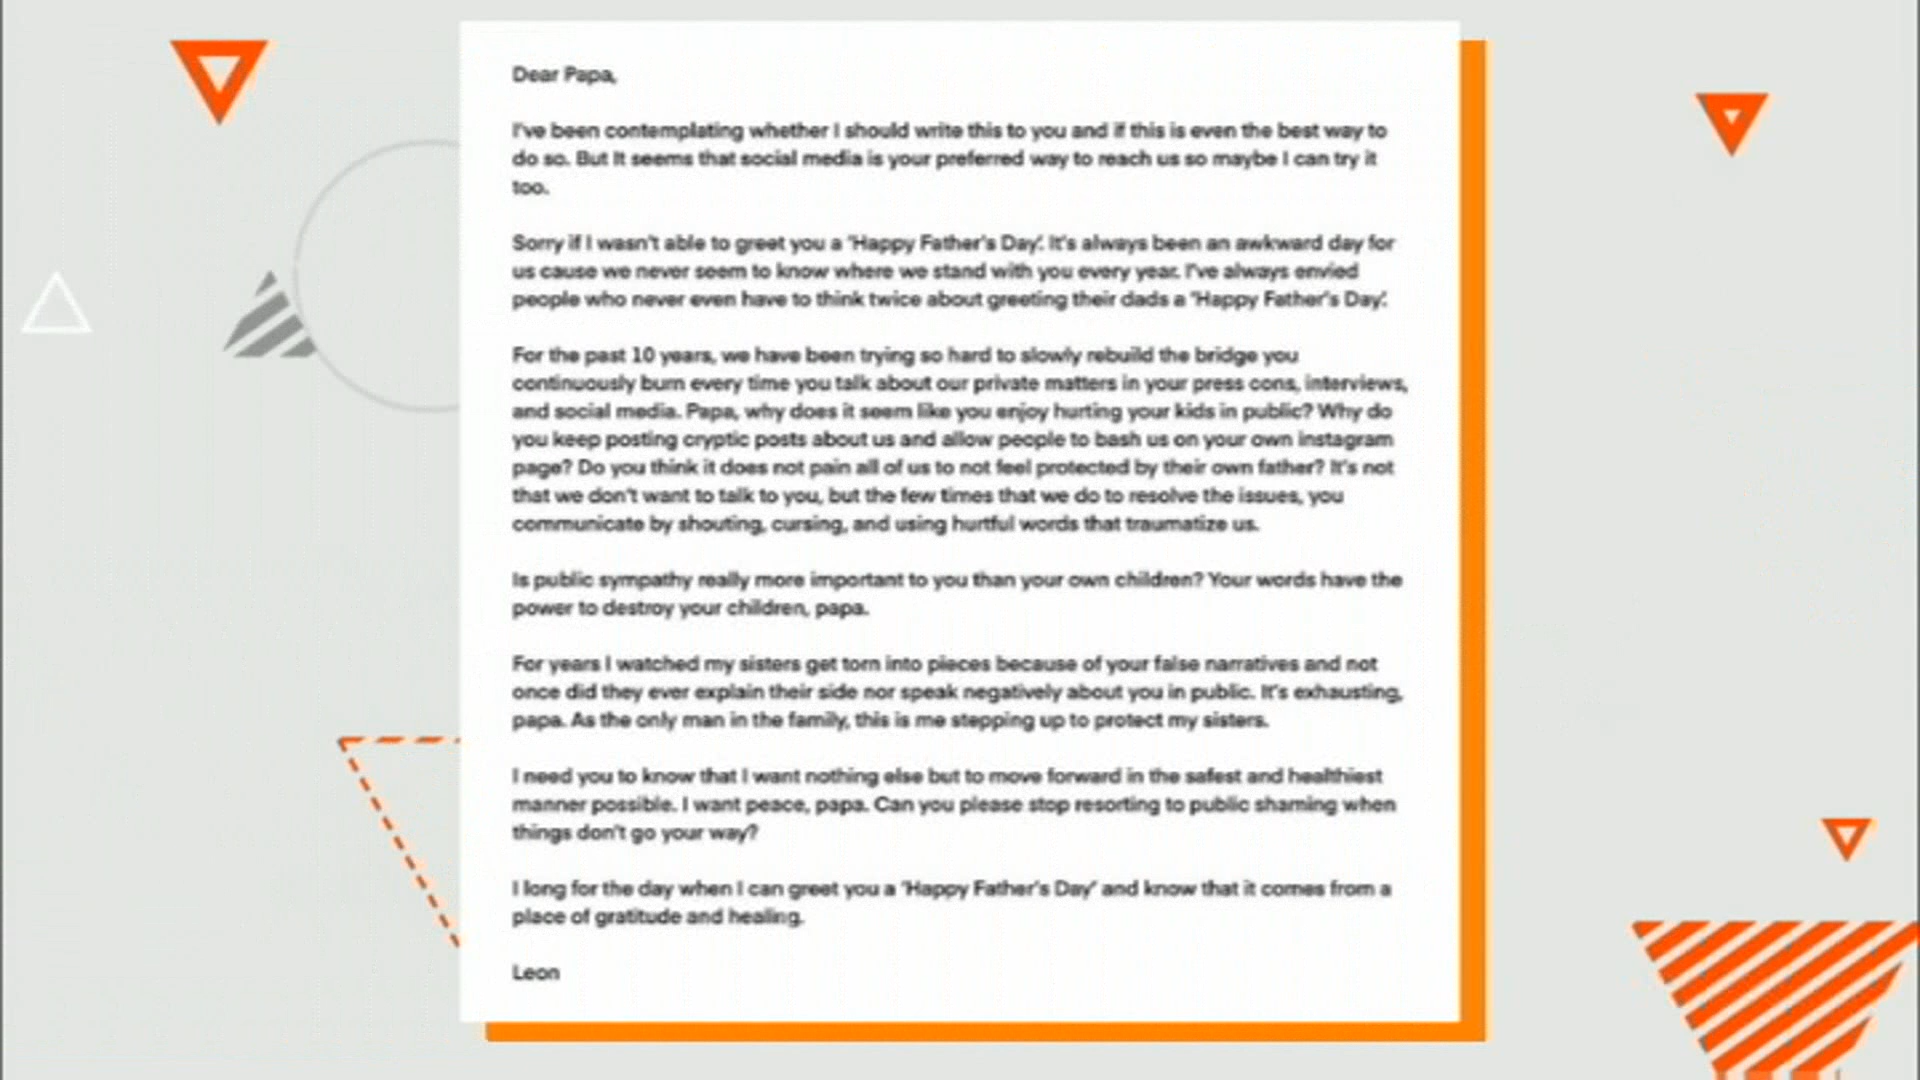 Dear Papa,
I've been contemplating whether I should write this to you and if this is even the best way to
do so. But It seems that social media is your preferred way to reach us so maybe I can try it
too.
Sorry if I wasn't able to greet you a 'Happy Father's Day'. It's always been an awkward day for
us cause we never seem to know where we stand with you every year. I've always envied
people who never even have to think twice about greeting their dads a 'Happy Father's Day'.
For the past 10 years, we have been trying so hard to slowly rebuild the bridge you
continuously burn every time you talk about our private matters in your press cons, interviews,
and social media. Papa, why does it seem like you enjoy hurting your kids in public? Why do
you keep posting cryptic posts about us and allow people to bash us on your own instagram
page? Do you think it does not pain all of us to not feel protected by their own father? It's not
that we don't want to talk to you, but the few times that we do to resolve the issues, you
communicate by shouting, cursing, and using hurtful words that traumatize us.
Is public sympathy really more important to you than your own children? Your words have the
power to destroy your children, papa.
For years I watched my sisters get torn into pieces because of your false narratives and not
once did they ever explain their side nor speak negatively about you in public. It's exhausting,
papa. As the only man in the family, this is me stepping up to protect my sisters.
I need you to know that I want nothing else but to move forward in the safest and healthiest
manner possible. I want peace, papa. Can you please stop resorting to public shaming when
things don't go your way?
I long for the day when I can greet you a 'Happy Father's Day' and know that it comes from a
place of gratitude and healing.
Leon